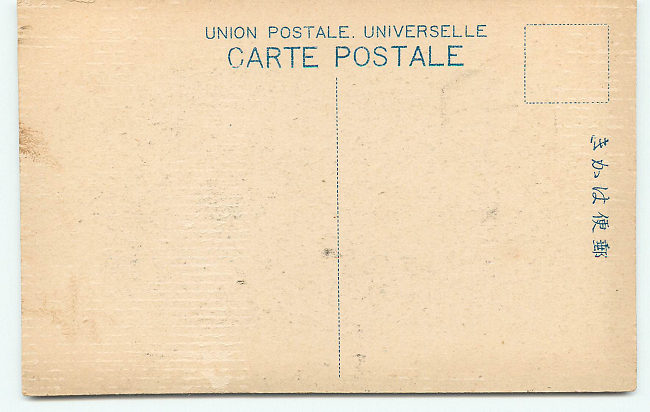 UNION POSTALE. UNIVERSELLE
CARTE POSTALE
きかは便郵